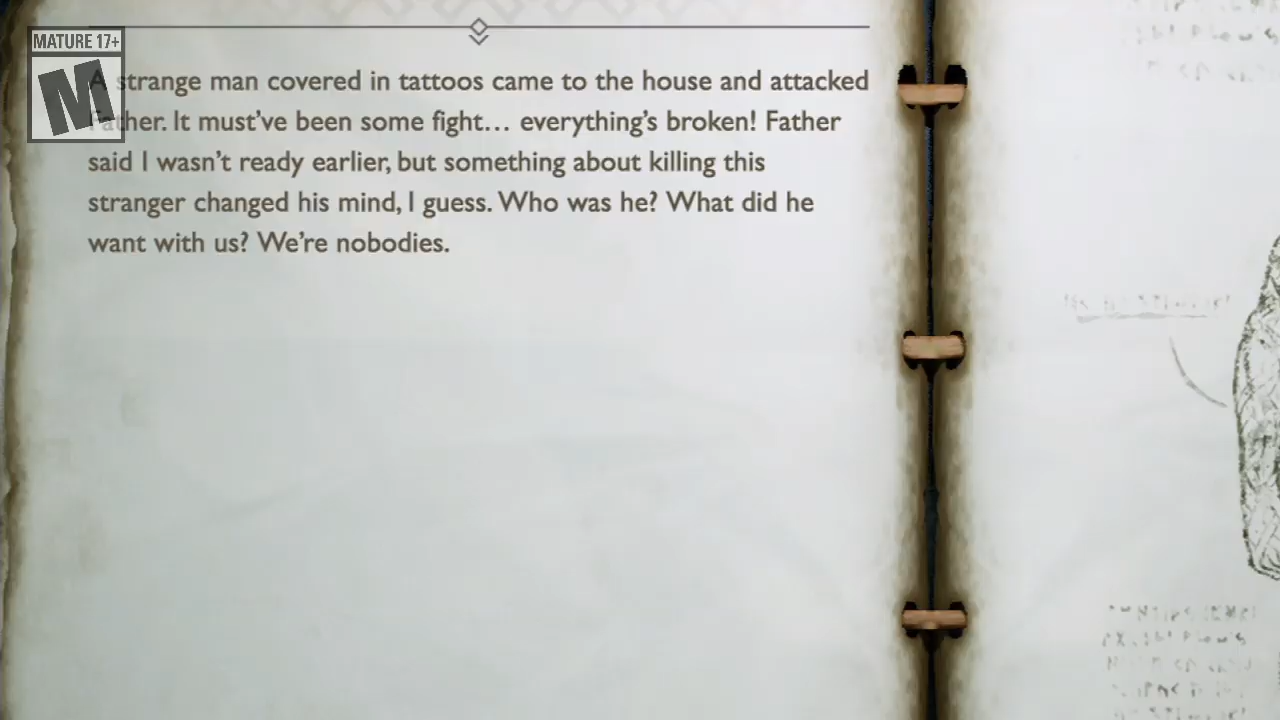 MATURE 17+
M
A strange man covered in tattoos came to the house and attacked
Father. It must've been some fight… everything's broken! Father
said I wasn't ready earlier, but something about killing this
stranger changed his mind, I guess. Who was he? What did he
want with us? We're nobodies.